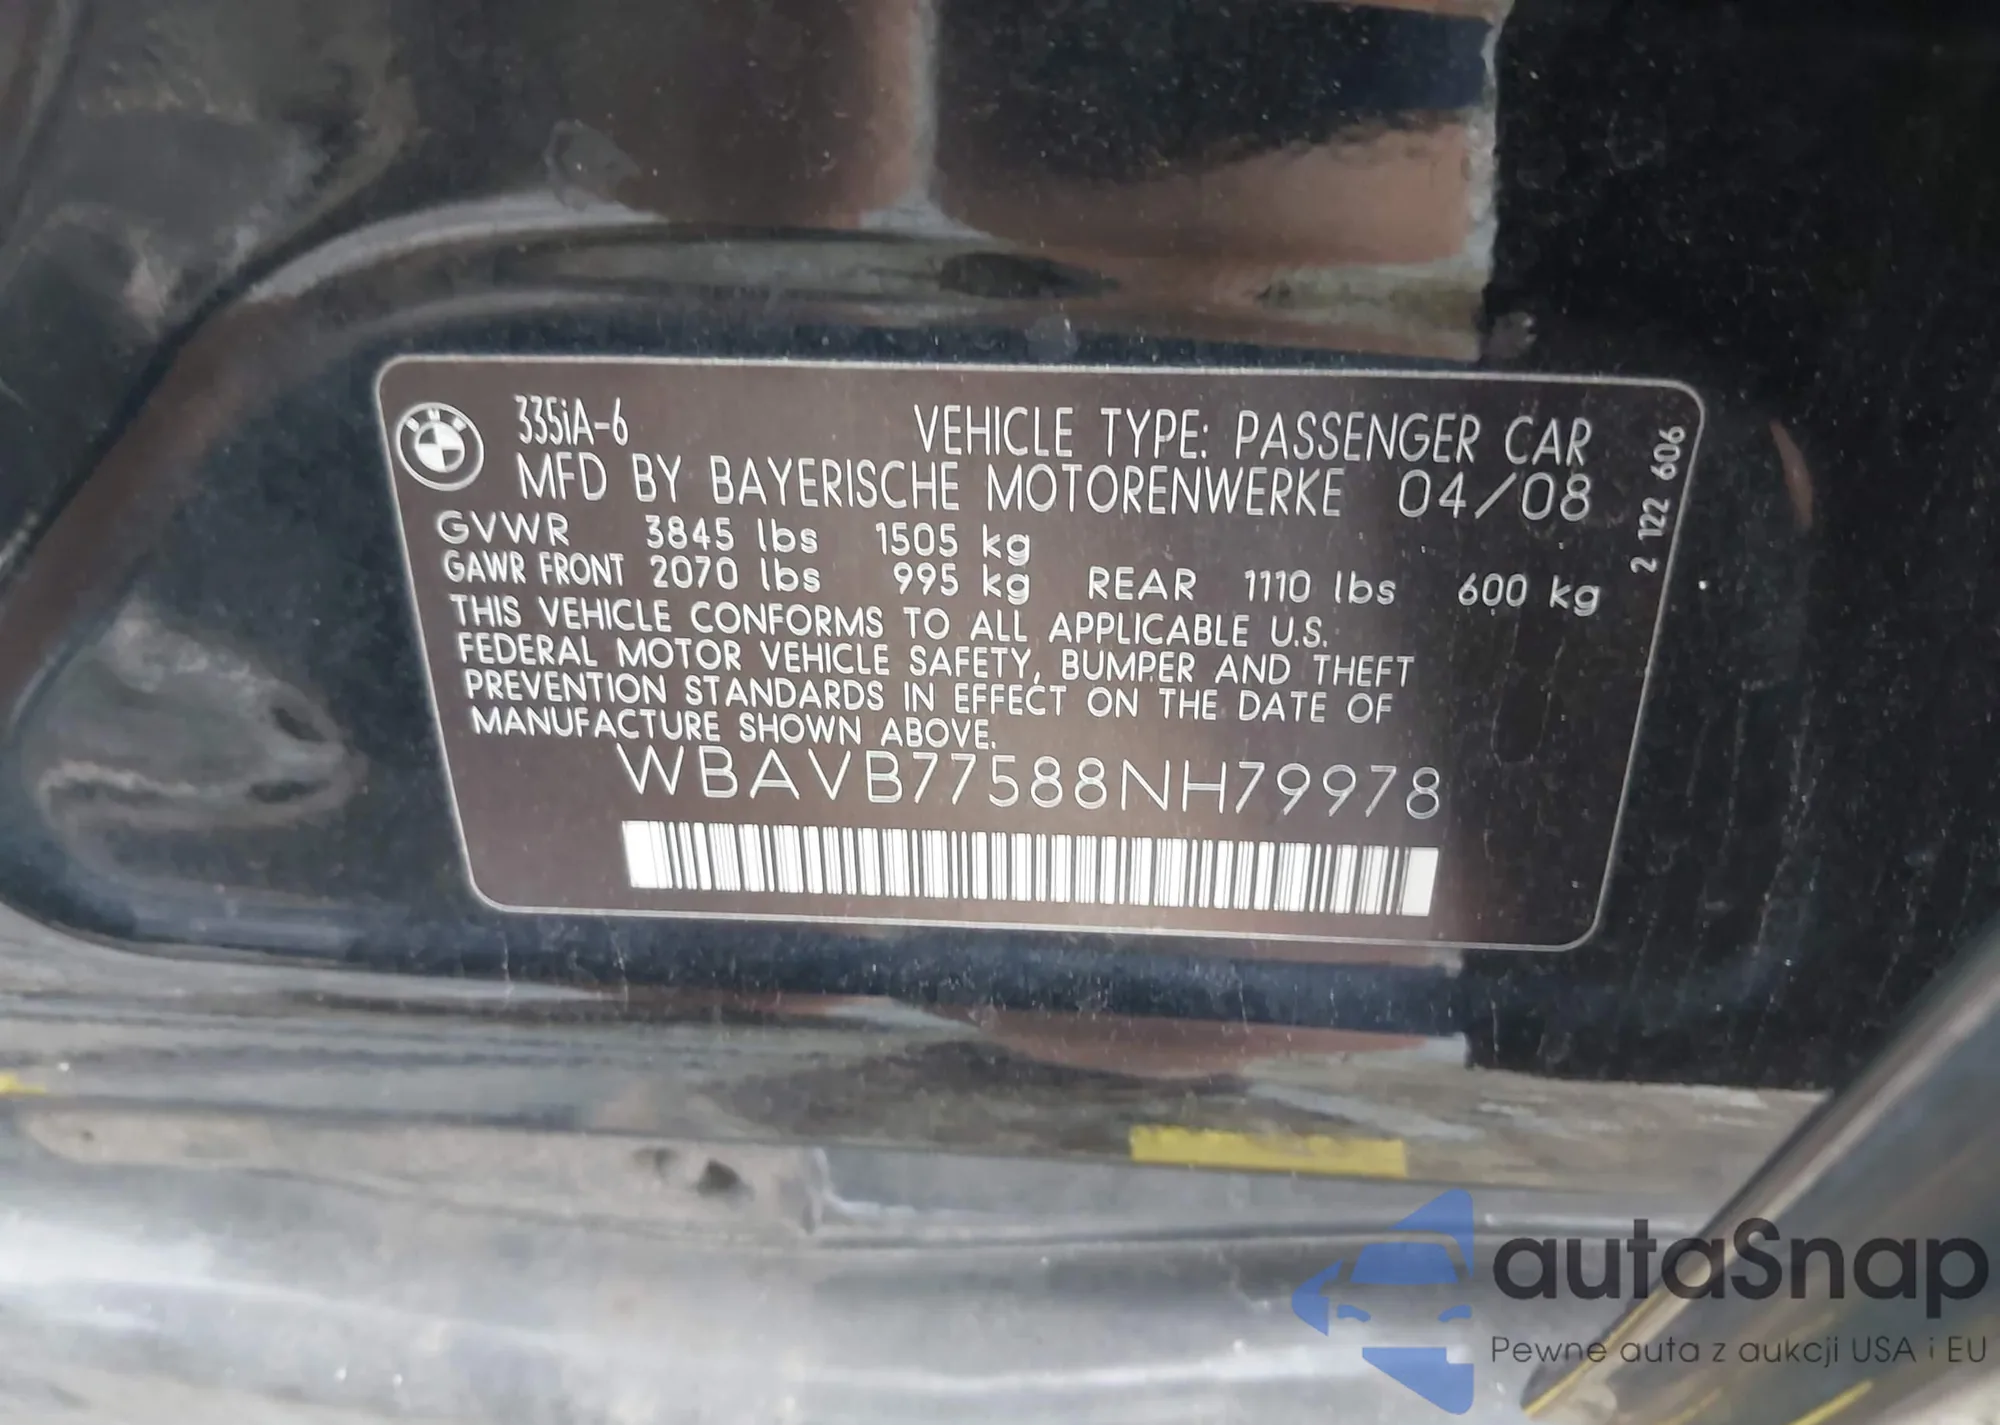 335iA-6
VEHICLE TYPE: PASSENGER CAR
MFD BY BAYERISCHE MOTORENWERKE 04/08
GVWR 3845 lbs 1505 kg
GAWR FRONT 2070 lbs 995 kg REAR 1110 lbs 600 kg
THIS VEHICLE CONFORMS TO ALL APPLICABLE U.S.
FEDERAL MOTOR VEHICLE SAFETY, BUMPER AND THEFT
PREVENTION STANDARDS IN EFFECT ON THE DATE OF
MANUFACTURE SHOWN ABOVE.
WBAVB77588NH79978
2 122 606
autaSnap
Pewne auta z aukcji USA i EU